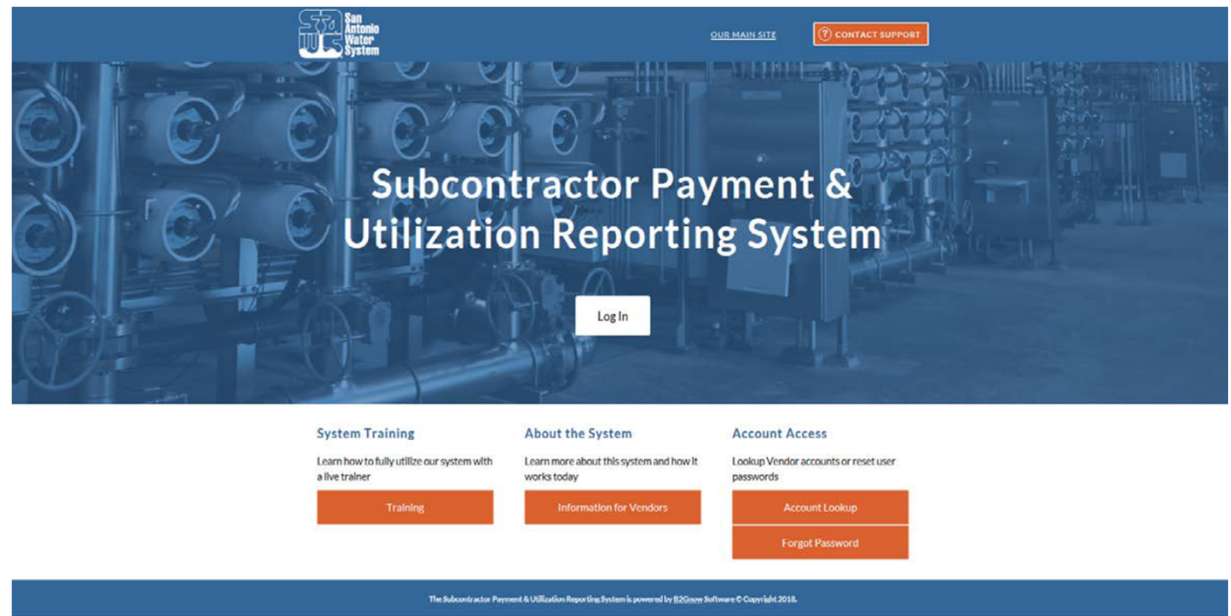 SAWS
San
Antonio
Water
System
OUR MAIN SITE
? CONTACT SUPPORT
Subcontractor Payment &
Utilization Reporting System
Log In
System Training
Learn how to fully utilize our system with
a live trainer
Training
About the System
Learn more about this system and how it
works today
Information for Vendors
Account Access
Lookup Vendor accounts or reset user
passwords
Account Lookup
Forgot Password
The Subcontractor Payment & Utilization Reporting System is powered by B2Gnow Software © Copyright 2018.